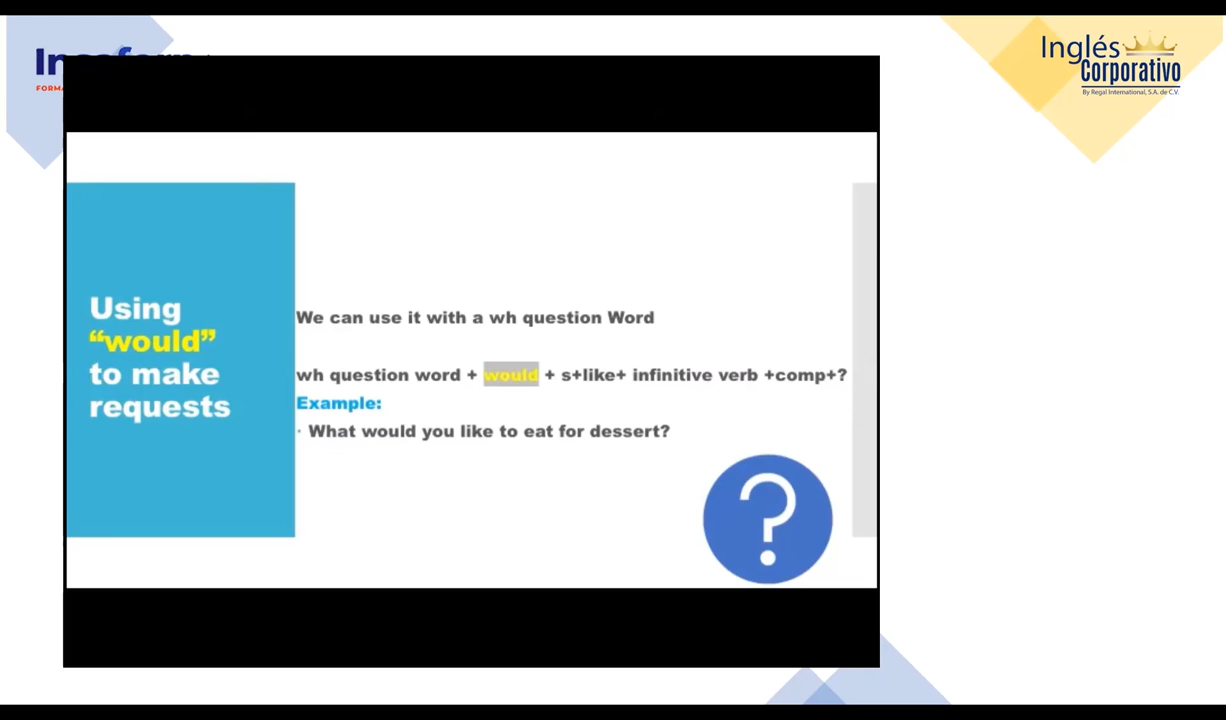 Inglés
Corporativo
By Regal International, S.A. de C.V.
Using
“would”
to make
requests
We can use it with a wh question Word
wh question word + would + s+like+ infinitive verb +comp+?
Example:
· What would you like to eat for dessert?
?